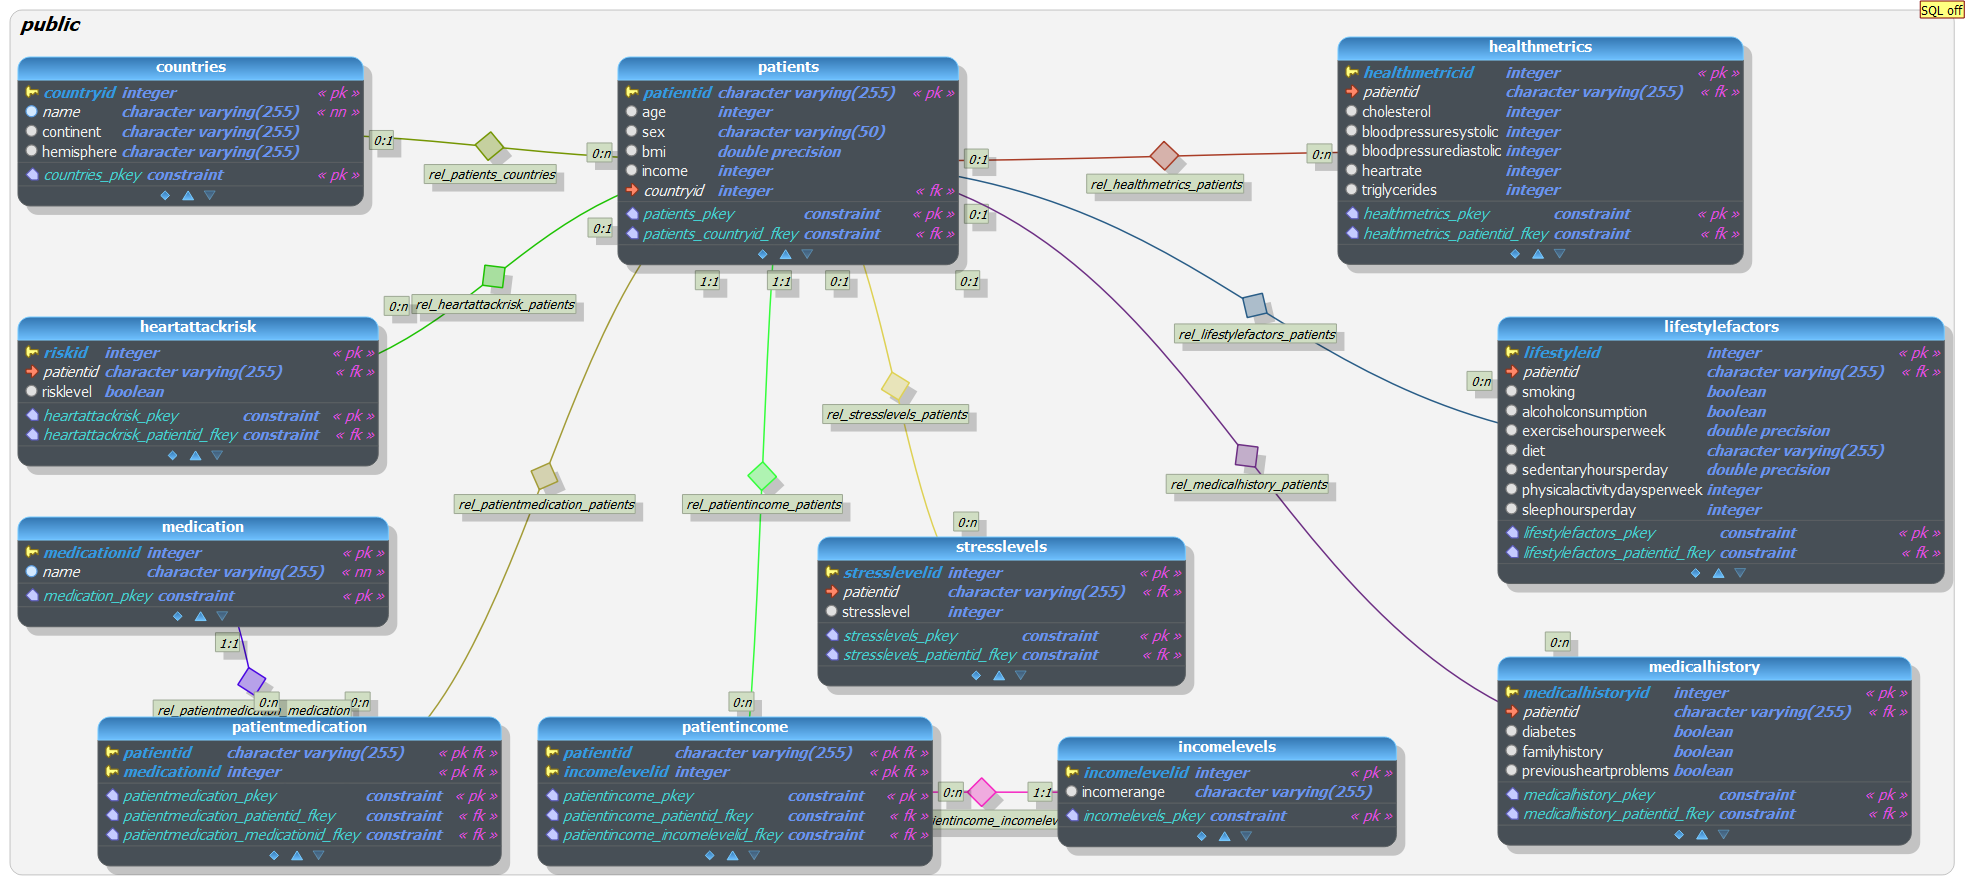 SQL off
public
countries
countryid integer « pk »
name character varying(255) « nn »
continent character varying(255)
hemisphere character varying(255)
countries_pkey constraint « pk »
0:1
rel_patients_countries
0:n
patients
patientid character varying(255) « pk »
age integer
sex character varying(50)
bmi double precision
income integer
countryid integer « fk »
patients_pkey constraint « pk »
patients_countryid_fkey constraint « fk »
0:1
rel_healthmetrics_patients
0:n
healthmetrics
healthmetricid integer « pk »
patientid character varying(255) « fk »
cholesterol integer
bloodpressuresystolic integer
bloodpressurediastolic integer
heartrate integer
triglycerides integer
healthmetrics_pkey constraint « pk »
healthmetrics_patientid_fkey constraint « fk »
0:1
0:1
1:1
1:1
0:1
0:1
0:n
rel_heartattackrisk_patients
heartattackrisk
riskid integer « pk »
patientid character varying(255) « fk »
risklevel boolean
heartattackrisk_pkey constraint « pk »
heartattackrisk_patientid_fkey constraint « fk »
rel_lifestylefactors_patients
0:n
lifestylefactors
lifestyleid integer « pk »
patientid character varying(255) « fk »
smoking boolean
alcoholconsumption boolean
exercisehoursperweek double precision
diet character varying(255)
sedentaryhoursperday double precision
physicalactivitydaysperweek integer
sleephoursperday integer
lifestylefactors_pkey constraint « pk »
lifestylefactors_patientid_fkey constraint « fk »
rel_stresslevels_patients
rel_medicalhistory_patients
rel_patientmedication_patients
rel_patientincome_patients
medication
medicationid integer « pk »
name character varying(255) « nn »
medication_pkey constraint « pk »
1:1
0:n
stresslevels
stresslevelid integer « pk »
patientid character varying(255) « fk »
stresslevel integer
stresslevels_pkey constraint « pk »
stresslevels_patientid_fkey constraint « fk »
0:n
medicalhistory
medicalhistoryid integer « pk »
patientid character varying(255) « fk »
diabetes boolean
familyhistory boolean
previousheartproblems boolean
medicalhistory_pkey constraint « pk »
medicalhistory_patientid_fkey constraint « fk »
0:n
0:n
rel_patientmedication_medication
patientmedication
patientid character varying(255) « pk fk »
medicationid integer « pk fk »
patientmedication_pkey constraint « pk »
patientmedication_patientid_fkey constraint « fk »
patientmedication_medicationid_fkey constraint « fk »
0:n
patientincome
patientid character varying(255) « pk fk »
incomelevelid integer « pk fk »
patientincome_pkey constraint « pk »
patientincome_patientid_fkey constraint « fk »
patientincome_incomelevelid_fkey constraint « fk »
0:n
1:1
ientincome_incomelev
incomelevels
incomelevelid integer « pk »
incomerange character varying(255)
incomelevels_pkey constraint « pk »